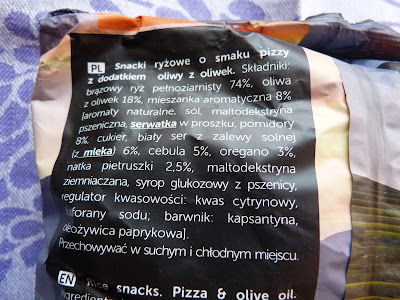 PL Snacki ryżowe o smaku pizzy
z dodatkiem oliwy z oliwek. Składniki:
brązowy ryż pełnoziarnisty 74%, oliwa
z oliwek 18%, mieszanka aromatyczna 8%
[aromaty naturalne, sól, maltodekstryna
pszeniczna, serwatka w proszku, pomidory
8%, cukier, biały ser z zalewy solnej
(z mleka) 6%, cebula 5%, oregano 3%,
natka pietruszki 2,5%, maltodekstryna
ziemniaczana, syrop glukozowy z pszenicy,
regulator kwasowości: kwas cytrynowy,
fosforany sodu; barwnik: kapsantyna,
oleożywica paprykowa].
Przechowywać w suchym i chłodnym miejscu.
EN Rice snacks. Pizza & olive oil.